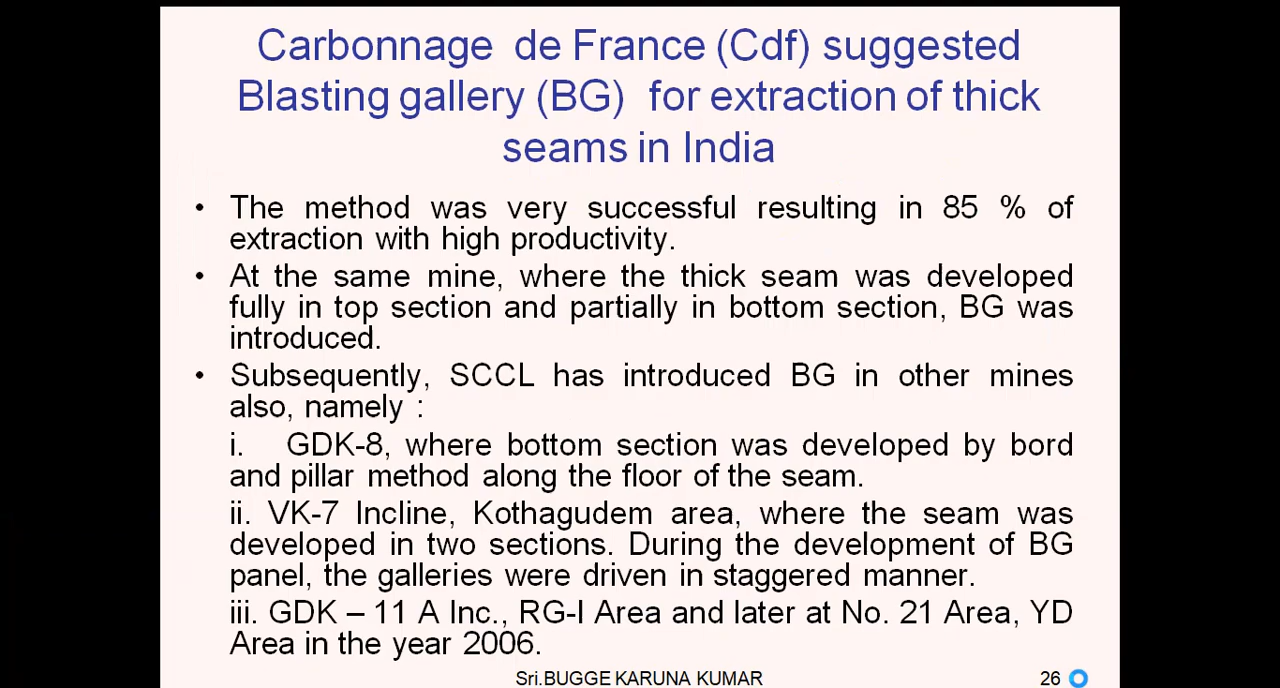 Carbonnage de France (Cdf) suggested
Blasting gallery (BG) for extraction of thick
seams in India
• The method was very successful resulting in 85 % of
extraction with high productivity.
• At the same mine, where the thick seam was developed
fully in top section and partially in bottom section, BG was
introduced.
• Subsequently, SCCL has introduced BG in other mines
also, namely :
i. GDK-8, where bottom section was developed by bord
and pillar method along the floor of the seam.
ii. VK-7 Incline, Kothagudem area, where the seam was
developed in two sections. During the development of BG
panel, the galleries were driven in staggered manner.
iii. GDK – 11 A Inc., RG-I Area and later at No. 21 Area, YD
Area in the year 2006.
Sri.BUGGE KARUNA KUMAR 26